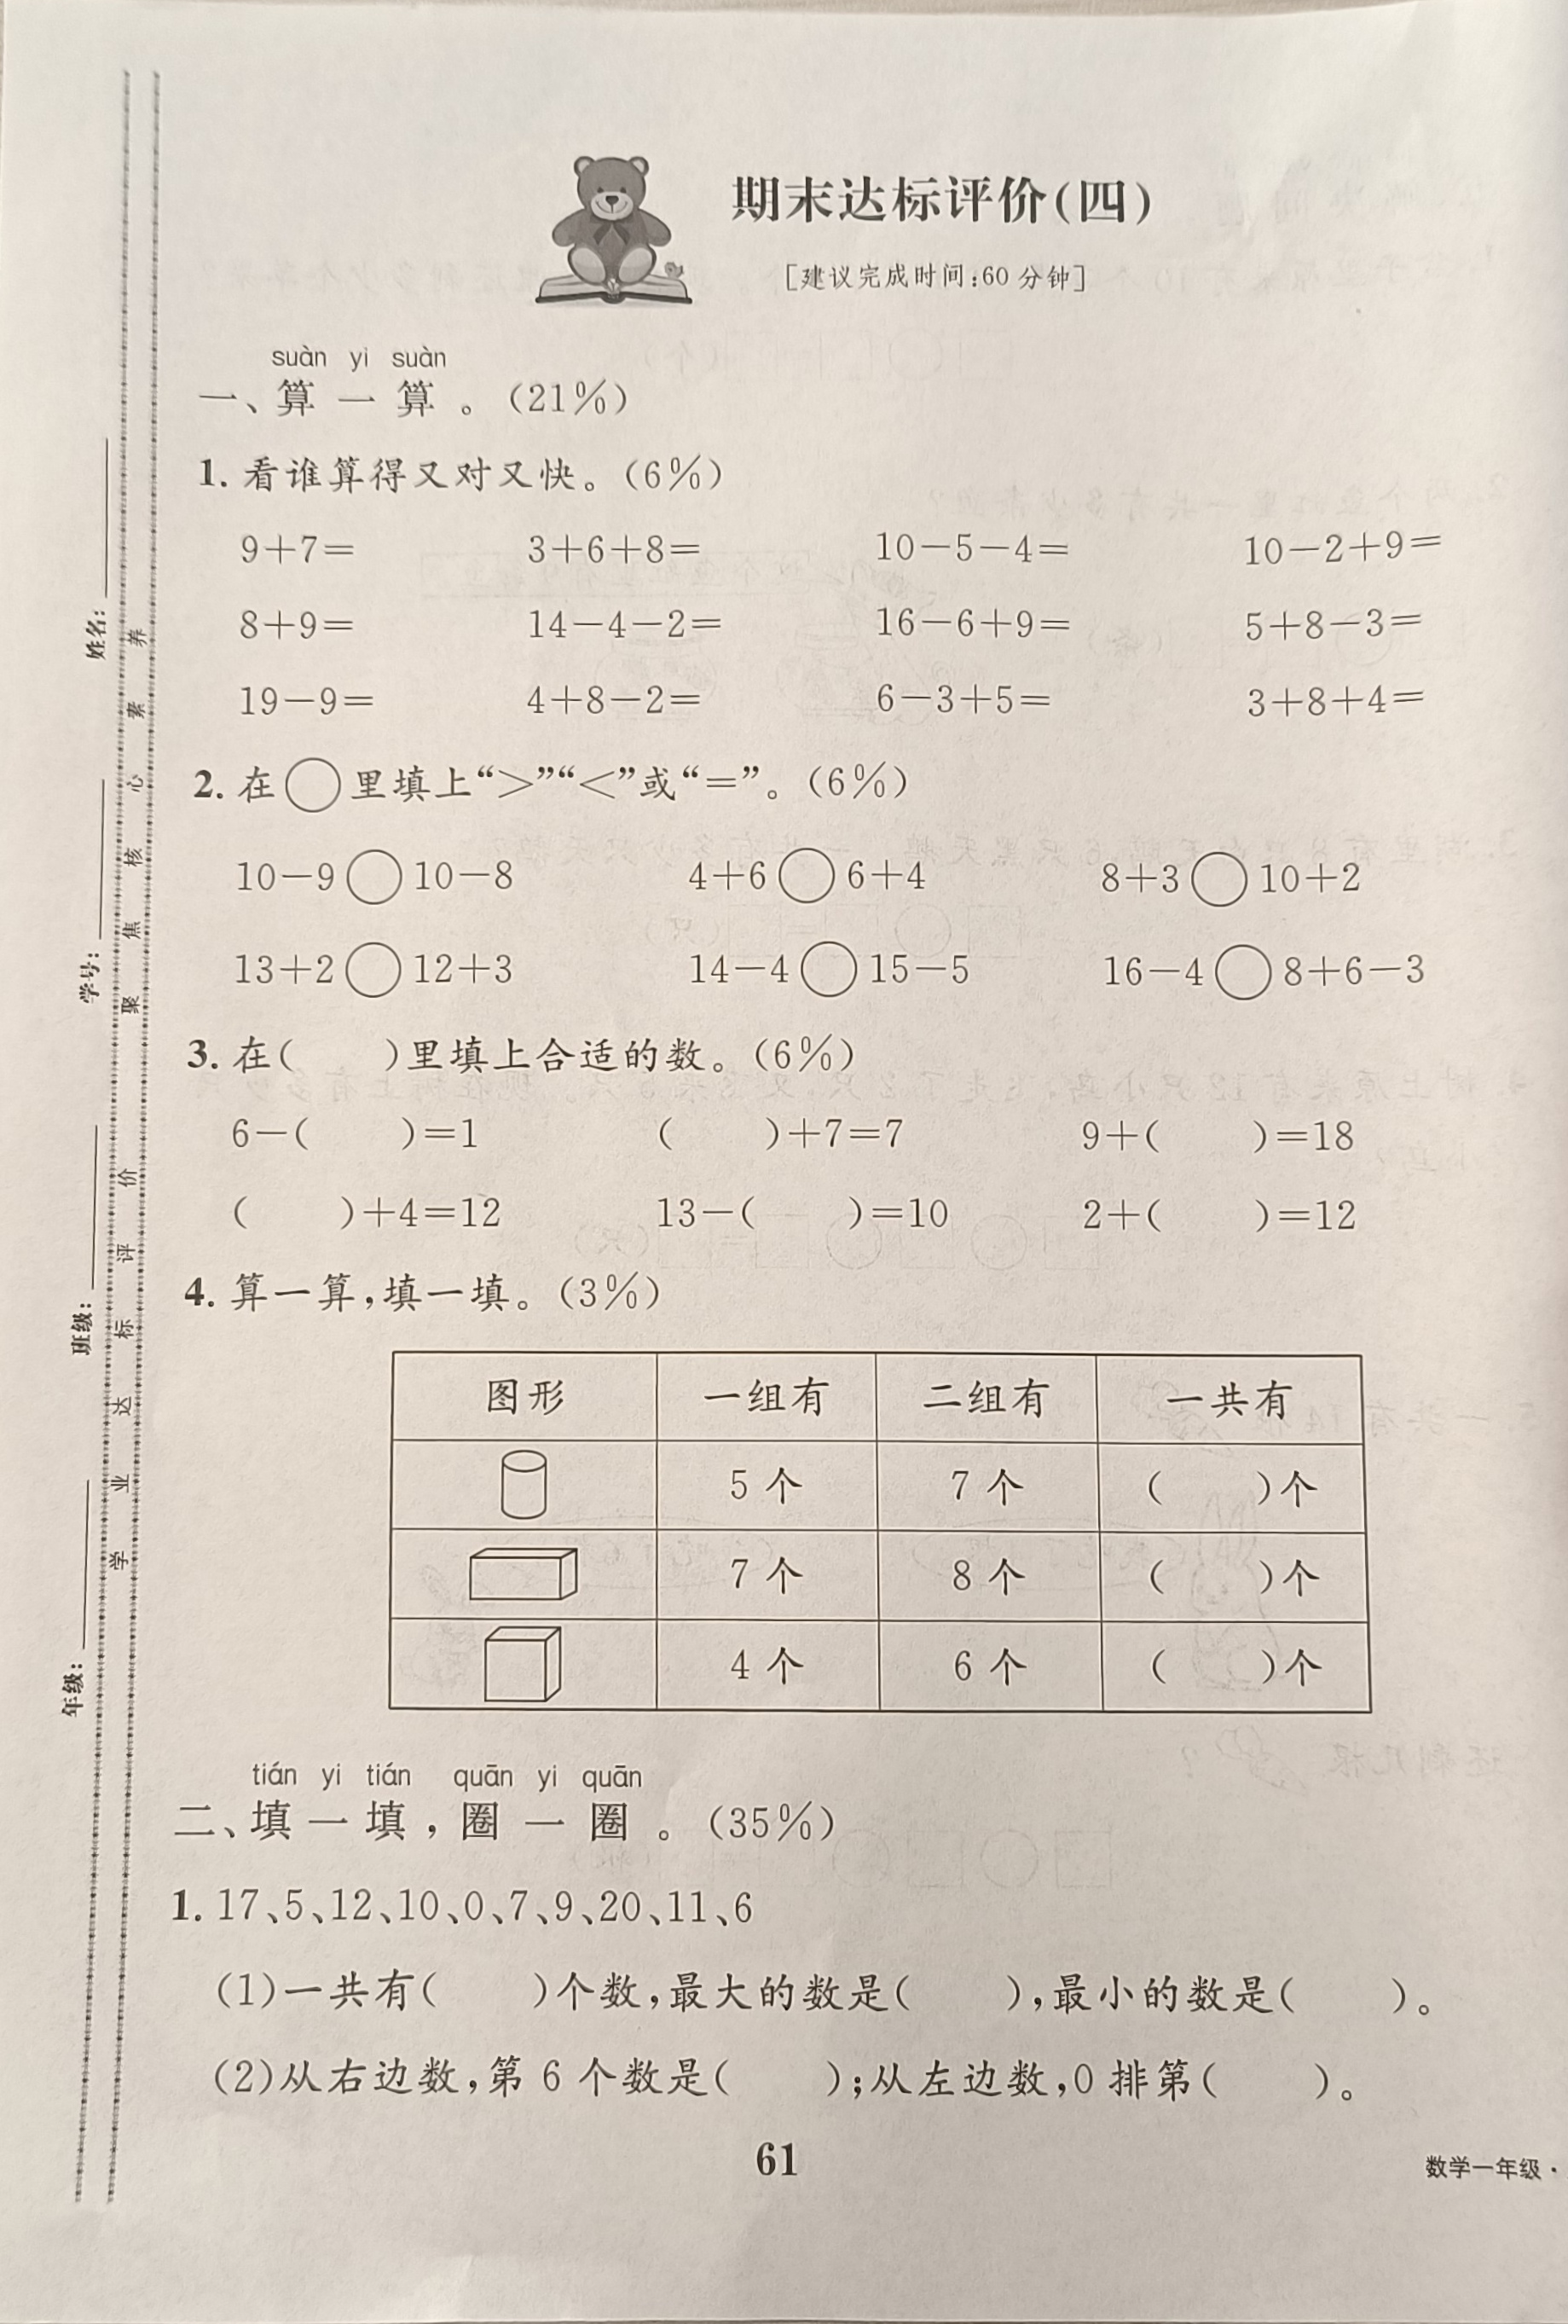 期末达标评价(四)
[建议完成时间:60分钟]
suàn yi suàn
一、算一算。(21%)
1. 看谁算得又对又快。(6%)
9+7= 3+6+8= 10-5-4= 10-2+9=
8+9= 14-4-2= 16-6+9= 5+8-3=
19-9= 4+8-2= 6-3+5= 3+8+4=
2. 在○里填上“>”“<”或“=”。(6%)
10-9○10-8 4+6○6+4 8+3○10+2
13+2○12+3 14-4○15-5 16-4○8+6-3
3. 在( )里填上合适的数。(6%)
6-( )=1 ( )+7=7 9+( )=18
( )+4=12 13-( )=10 2+( )=12
4. 算一算,填一填。(3%)
图形 一组有 二组有 一共有
5个 7个 ( )个
7个 8个 ( )个
4个 6个 ( )个
tián yi tián quān yi quān
二、填一填,圈一圈。(35%)
1. 17、5、12、10、0、7、9、20、11、6
(1)一共有( )个数,最大的数是( ),最小的数是( )。
(2)从右边数,第6个数是( );从左边数,0排第( )。
61
数学一年级·
年级: 班级: 学号: 姓名:
学业达标评价 聚焦核心素养